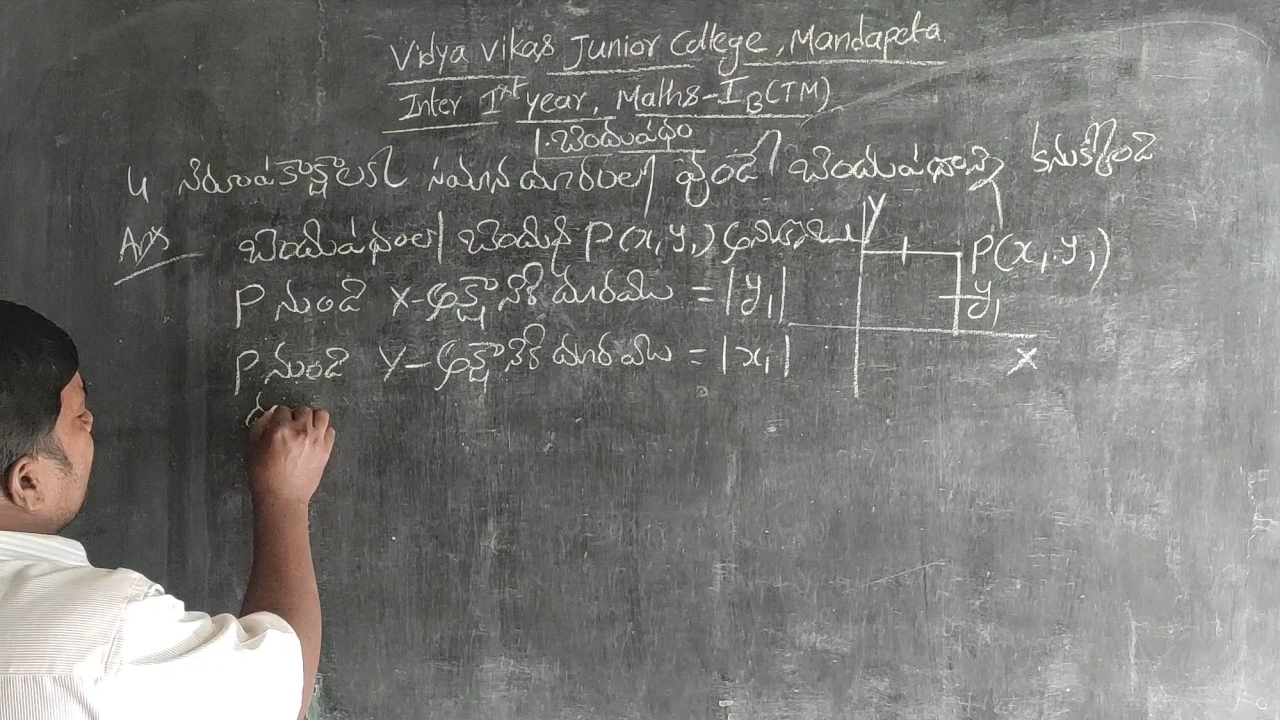 Vidya Vikas Junior College, Mandapeta.
Inter Ist year, Maths-IB(TM)
1.బిందుపథం
4 నిరూపకాక్షాలకి సమాన దూరంలో వుండే బిందుపథాన్ని కనుక్కోండి
Ans బిందుపథంలో బిందువు P(x1 y1) అనుకొనుము
P నుండి X-అక్షానికి దూరము = |y1|
P నుండి Y-అక్షానికి దూరము = |x1|
Y
P(x1, y1)
y1
X